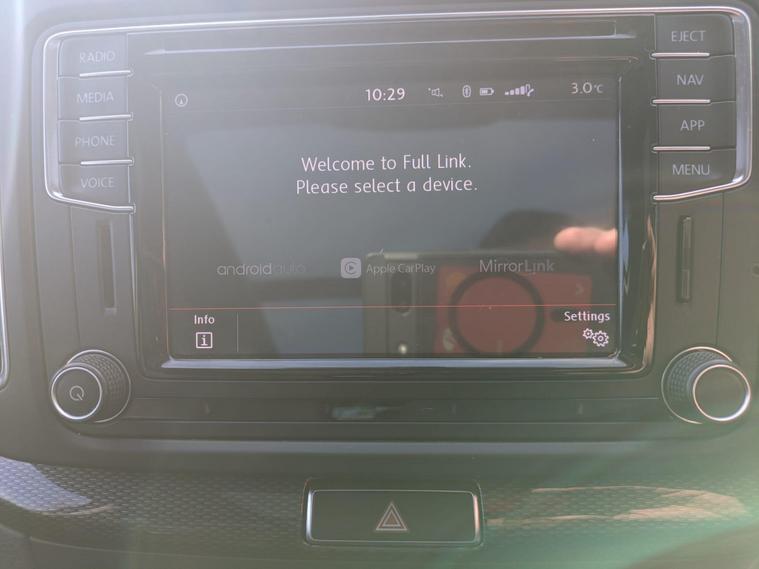 RADIO
MEDIA
PHONE
VOICE
EJECT
NAV
APP
MENU
10:29
3.0°C
Welcome to Full Link.
Please select a device.
androidauto
Apple CarPlay
MirrorLink
Info
i
Settings